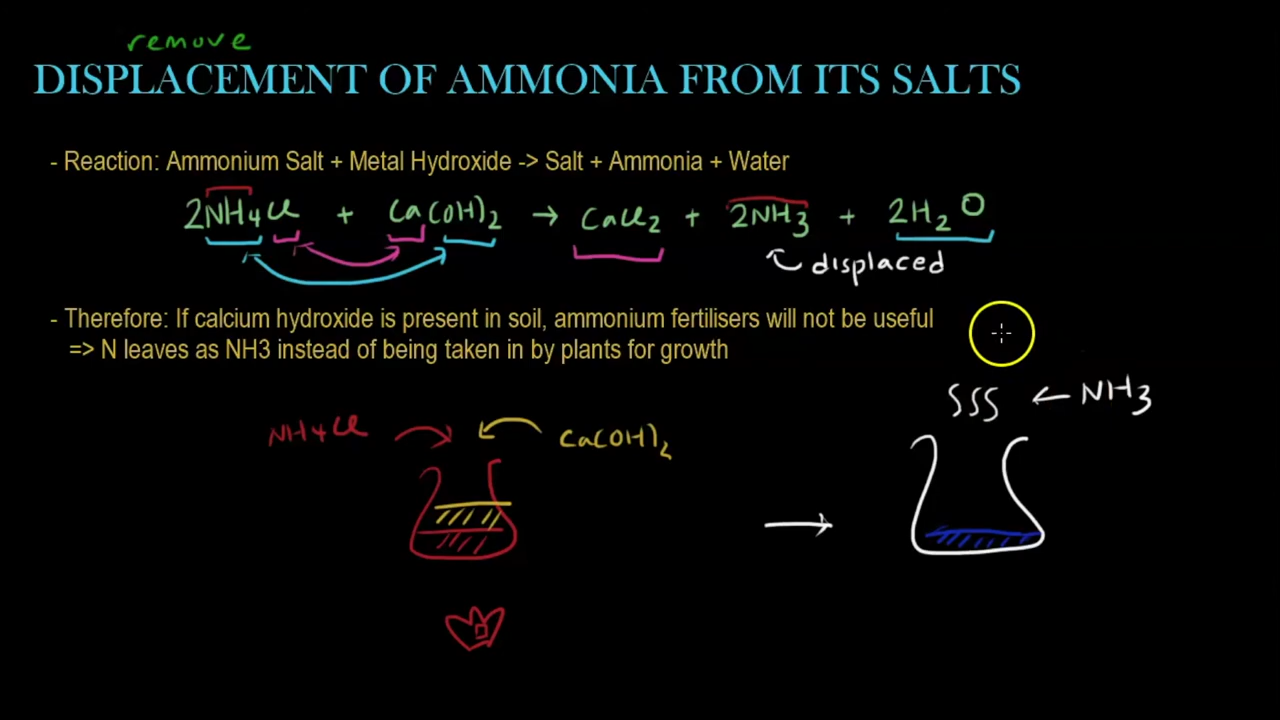 remove
DISPLACEMENT OF AMMONIA FROM ITS SALTS
- Reaction: Ammonium Salt + Metal Hydroxide -> Salt + Ammonia + Water
2NH4Cl + Ca(OH)2 → CaCl2 + 2NH3 + 2H2O
displaced
- Therefore: If calcium hydroxide is present in soil, ammonium fertilisers will not be useful
=> N leaves as NH3 instead of being taken in by plants for growth
SSS ← NH3
NH4Cl
Ca(OH)2